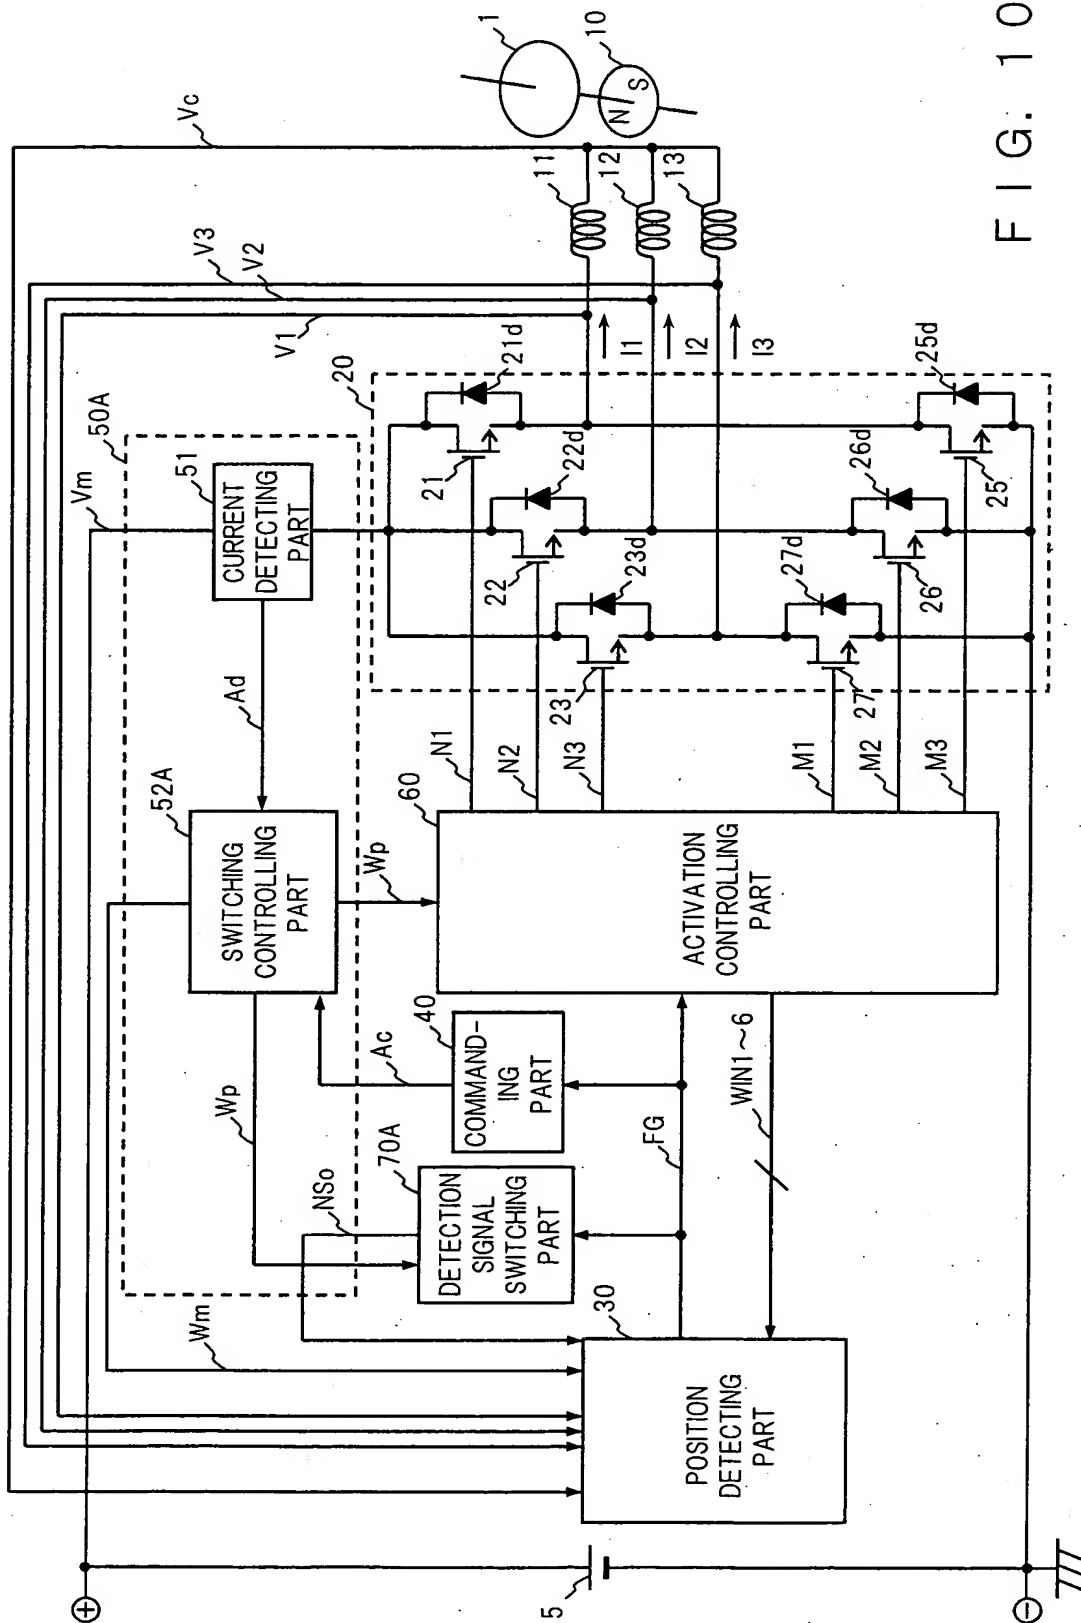 Vc
1
10
N
S
V3
V2
V1
11
12
13
I1
I2
I3
Vm
50A
51
CURRENT
DETECTING
PART
20
21d
22d
23d
21
22
23
25d
26d
27d
25
26
27
Ad
52A
SWITCHING
CONTROLLING
PART
Wp
N1
N2
N3
60
ACTIVATION
CONTROLLING
PART
M1
M2
M3
Wp
Ac
40
COMMAND-
ING
PART
NSo
70A
DETECTION
SIGNAL
SWITCHING
PART
FG
WIN1~6
Wm
30
POSITION
DETECTING
PART
5
+
−
FIG. 10